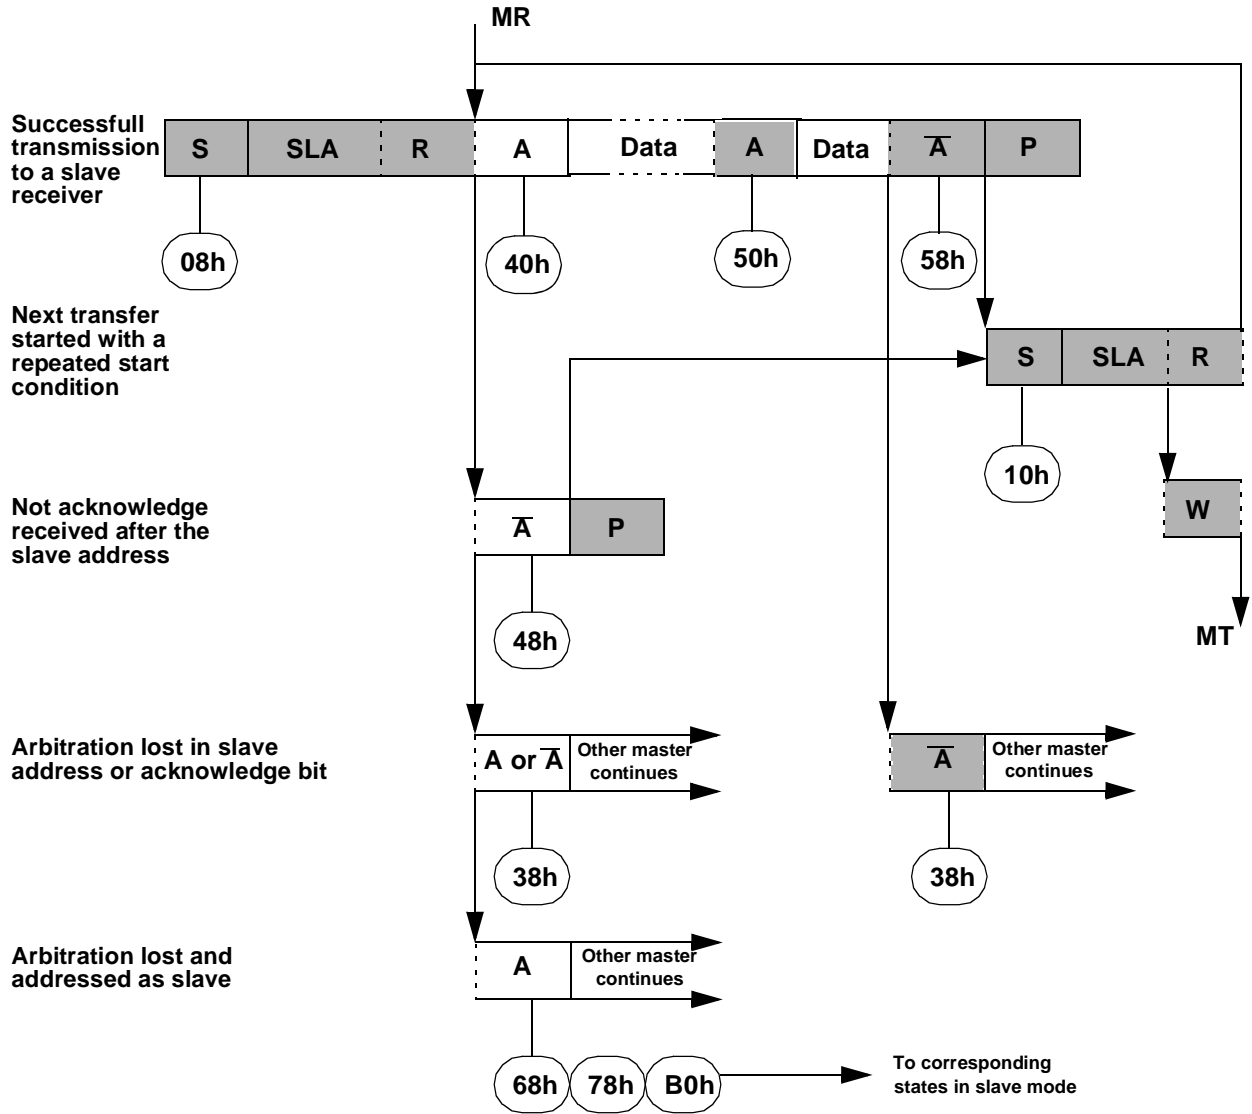 MR
Successfull
transmission
to a slave
receiver
S SLA R A Data A Data A̅ P
08h 40h 50h 58h
Next transfer
started with a
repeated start
condition
S SLA R
10h
Not acknowledge
received after the
slave address
A̅ P
W
48h
MT
Arbitration lost in slave
address or acknowledge bit
A or A̅
Other master
continues
A̅
Other master
continues
38h 38h
Arbitration lost and
addressed as slave
A
Other master
continues
68h 78h B0h
To corresponding
states in slave mode